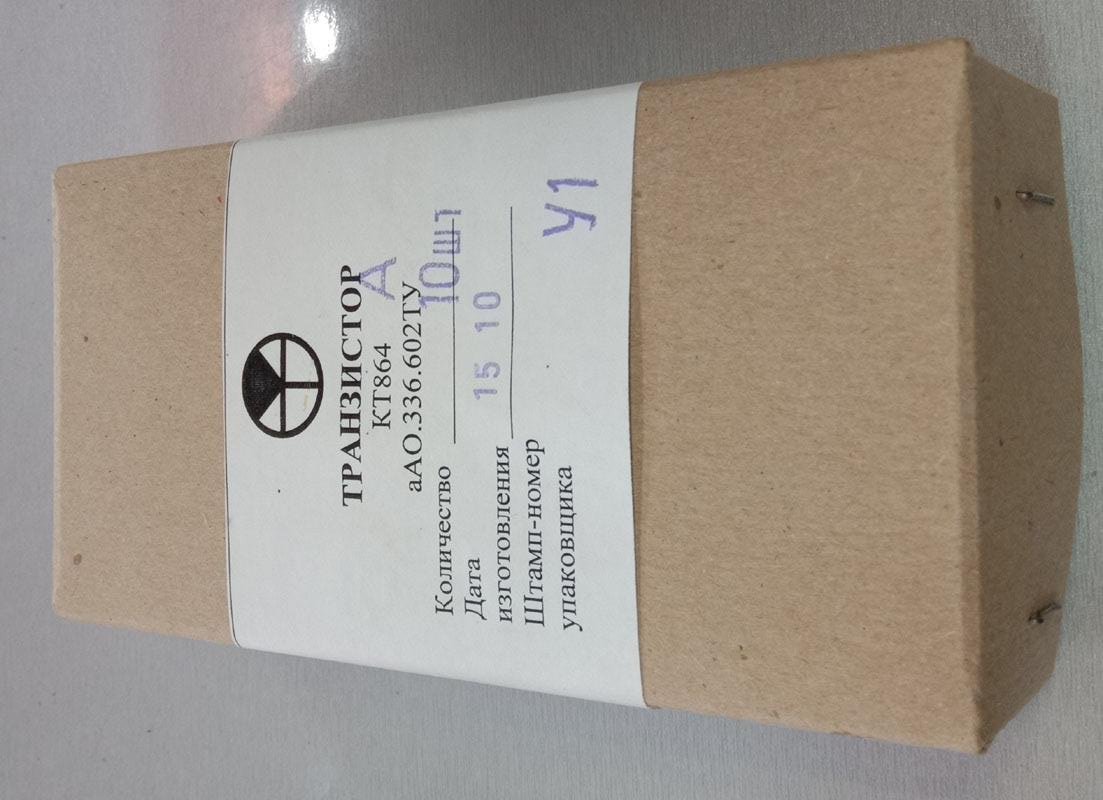 ТРАНЗИСТОР
КТ864 А
аАО.336.602ТУ
Количество 10шт
Дата
изготовления 15 10
Штамп-номер
упаковщика У1